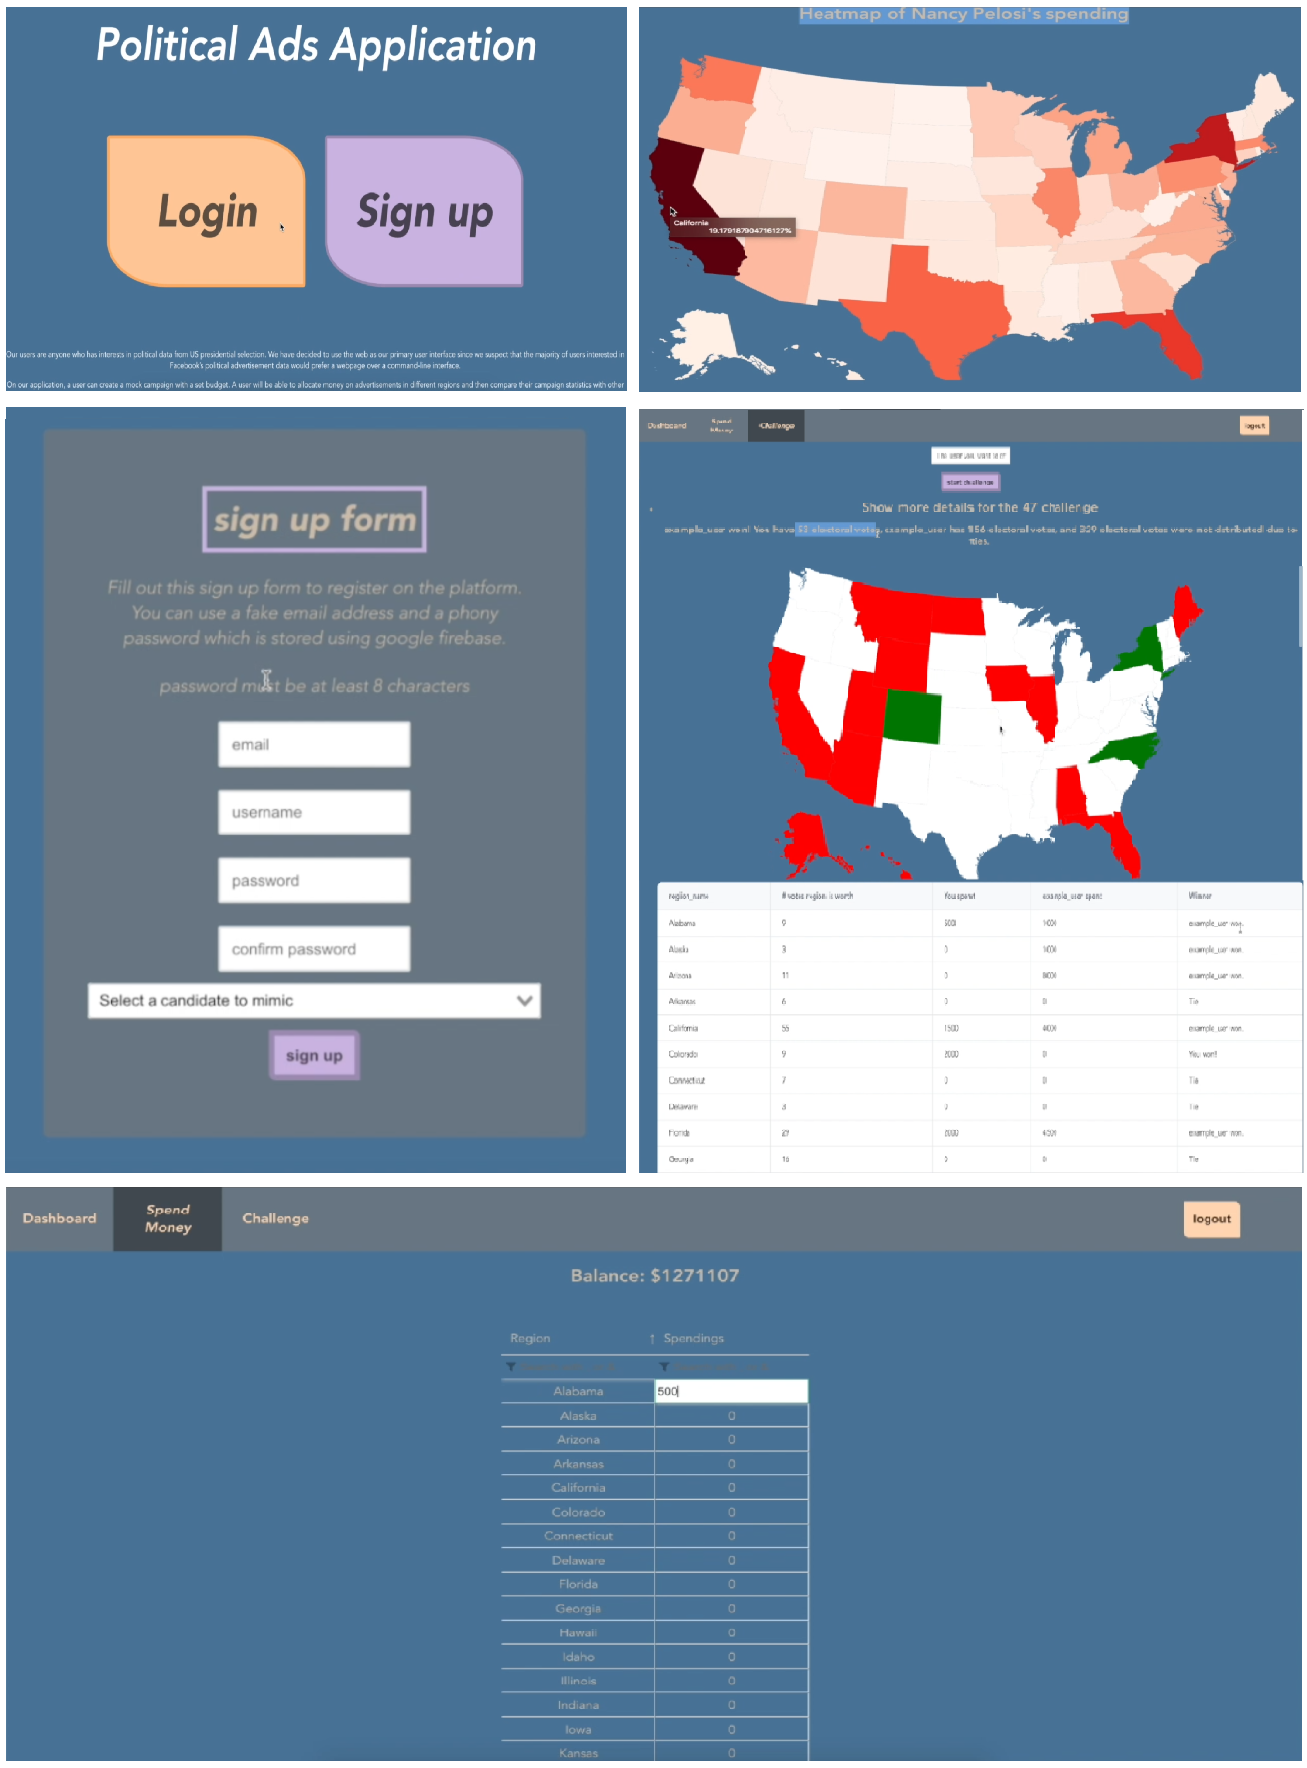 Political Ads Application
Login
Sign up
Our users are anyone who has interests in political data from US presidential selection. We have decided to use the web as our primary user interface since we suspect that the majority of users interested in
Facebook's political advertisement data would prefer a webpage over a command-line interface.
On our application, a user can create a mock campaign with a set budget. A user will be able to allocate money on advertisements in different regions and then compare their campaign statistics with other
Heatmap of Nancy Pelosi's spending
California
19.179187904716127%
sign up form
Fill out this sign up form to register on the platform.
You can use a fake email address and a phony
password which is stored using google firebase.
password must be at least 8 characters
email
username
password
confirm password
Select a candidate to mimic
sign up
Dashboard
Spend
Money
Challenge
logout
start challenge
Show more details for the 47 challenge
example_user won! You have electoral votes, example_user has 156 electoral votes, and 329 electoral votes were not distributed due to
ties.
region_name # votes region is worth You spent example_user spent Winner
Alabama 9 500 1000 example_user won.
Alaska 3 0 1000 example_user won.
Arizona 11 0 8000 example_user won.
Arkansas 6 0 0 Tie
California 55 1500 4000 example_user won.
Colorado 9 2000 0 You won!
Connecticut 7 0 0 Tie
Delaware 3 0 0 Tie
Florida 29 2000 example_user won.
Georgia 16 0 0 Tie
Dashboard
Spend
Money
Challenge
logout
Balance: $1271107
Region ↑ Spendings
Alabama 500
Alaska 0
Arizona 0
Arkansas 0
California 0
Colorado 0
Connecticut 0
Delaware 0
Florida 0
Georgia 0
Hawaii 0
Idaho 0
Illinois 0
Indiana 0
Iowa 0
Kansas 0